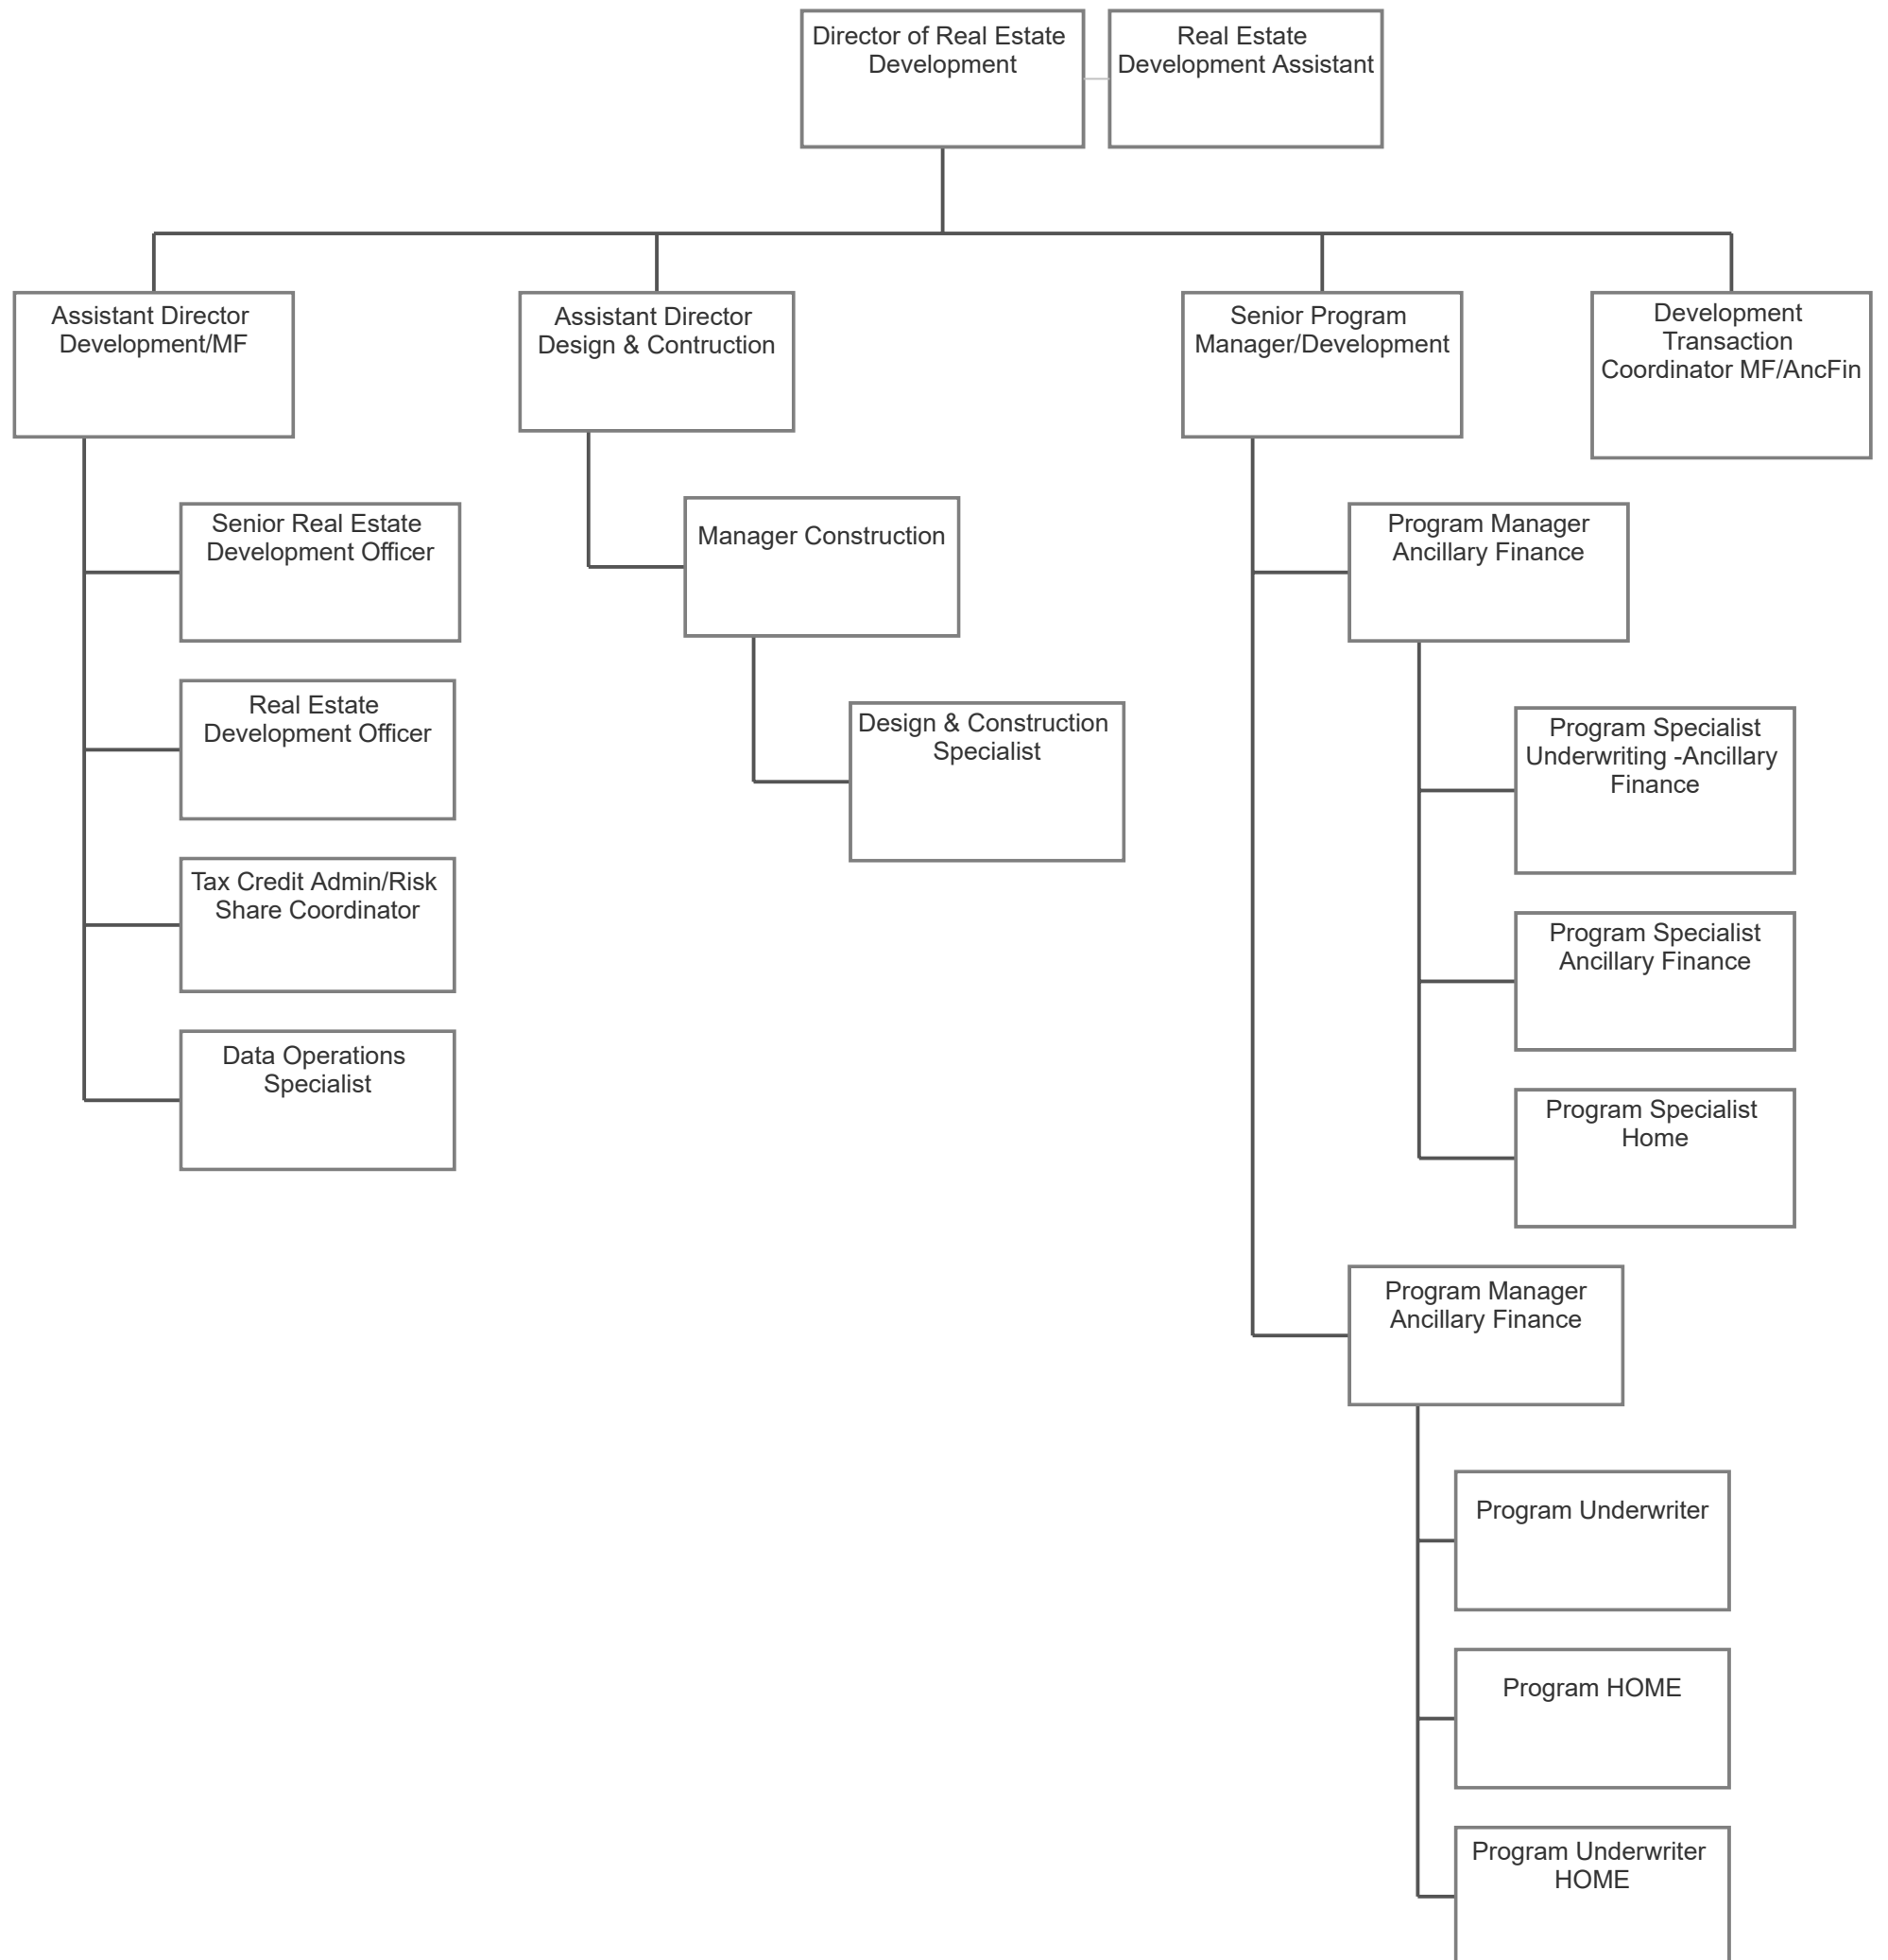 Director of Real Estate
Development
Real Estate
Development Assistant
Assistant Director
Development/MF
Assistant Director
Design & Contruction
Senior Program
Manager/Development
Development
Transaction
Coordinator MF/AncFin
Senior Real Estate
Development Officer
Real Estate
Development Officer
Tax Credit Admin/Risk
Share Coordinator
Data Operations
Specialist
Manager Construction
Design & Construction
Specialist
Program Manager
Ancillary Finance
Program Specialist
Underwriting -Ancillary
Finance
Program Specialist
Ancillary Finance
Program Specialist
Home
Program Manager
Ancillary Finance
Program Underwriter
Program HOME
Program Underwriter
HOME